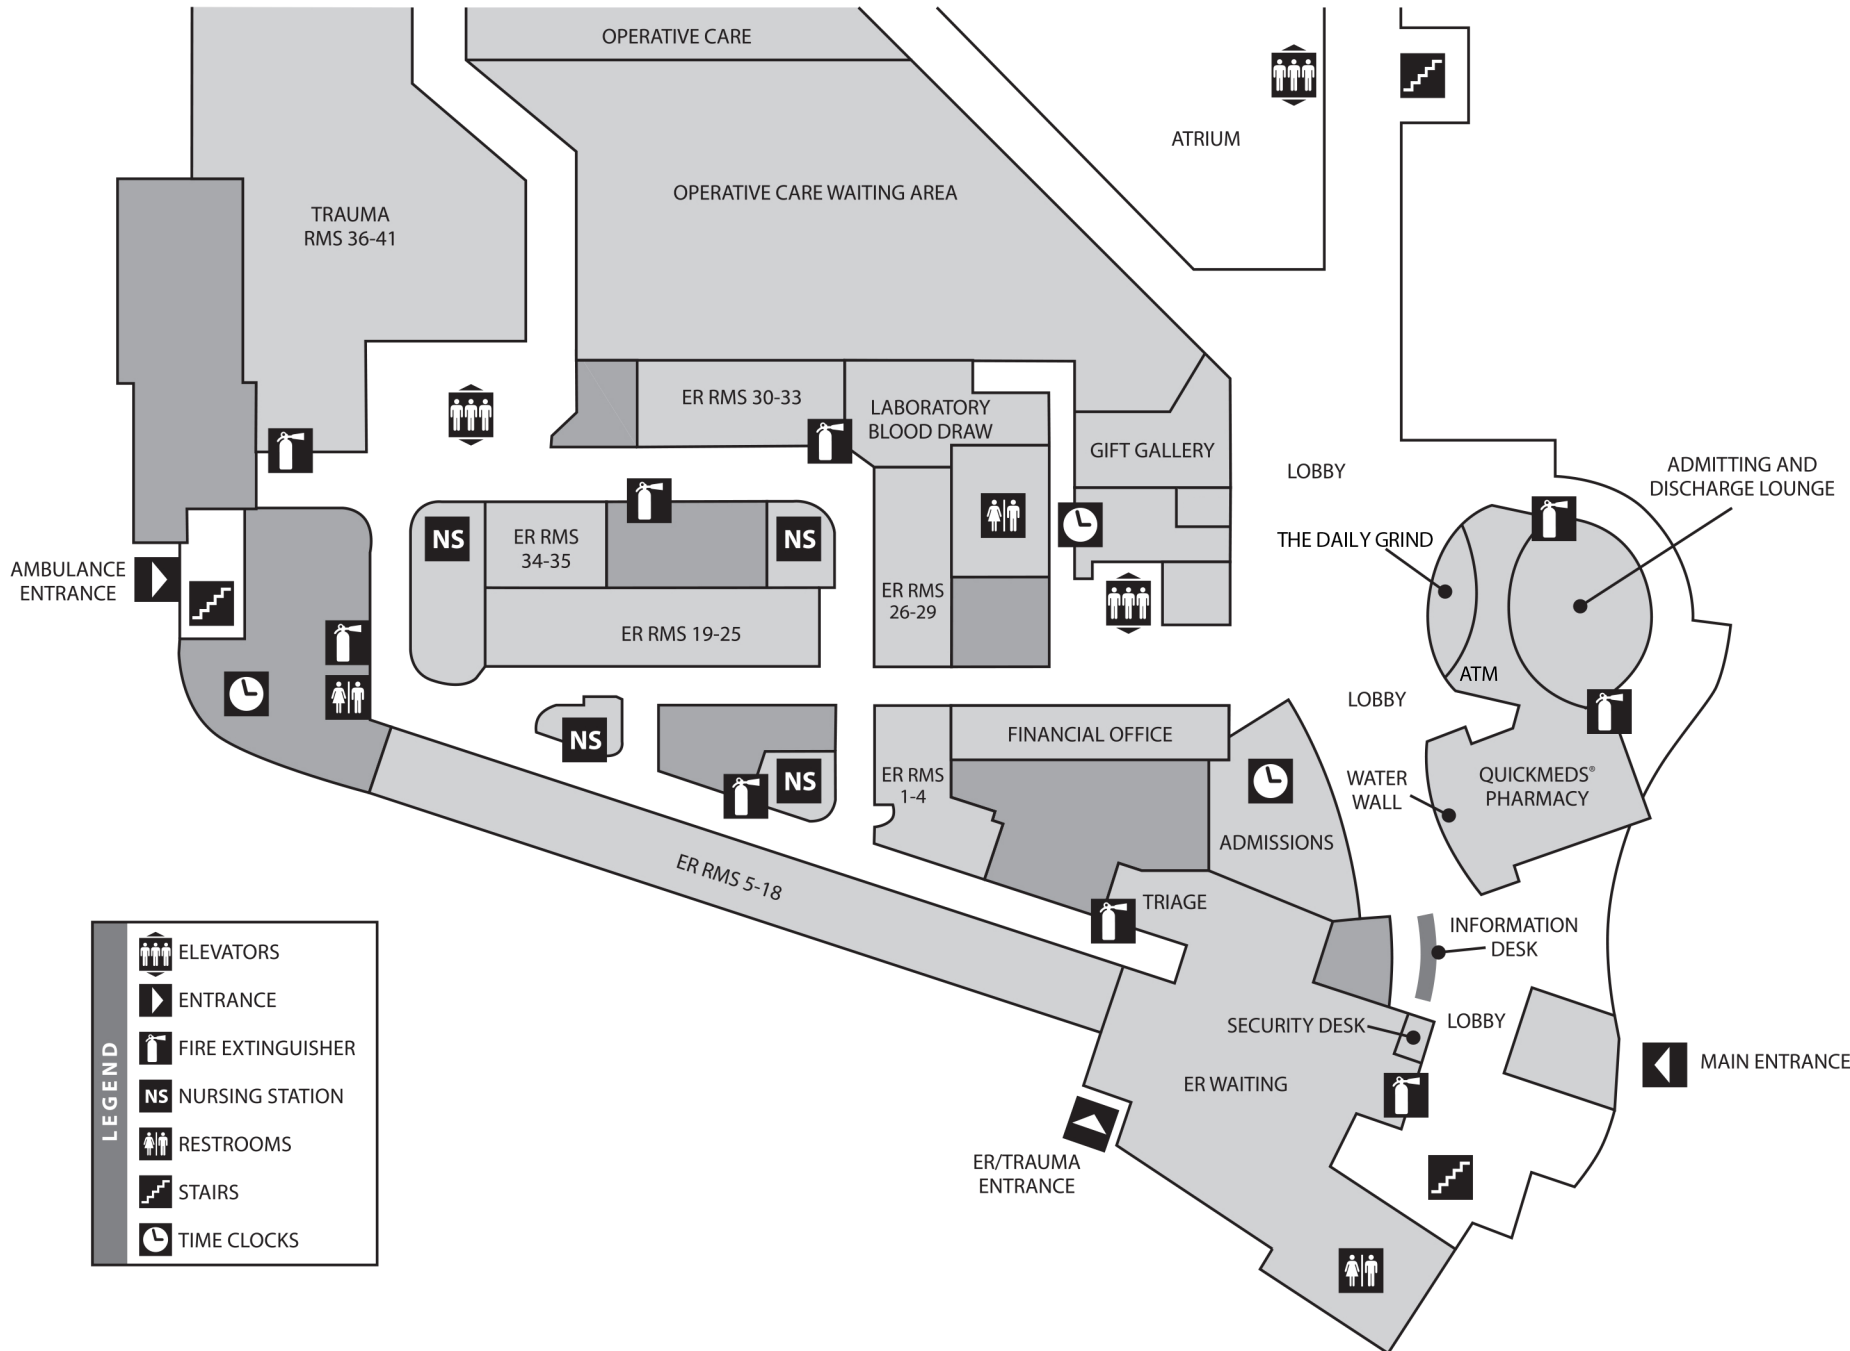 OPERATIVE CARE
ATRIUM
OPERATIVE CARE WAITING AREA
TRAUMA
RMS 36-41
ER RMS 30-33
LABORATORY
BLOOD DRAW
GIFT GALLERY
LOBBY
ADMITTING AND
DISCHARGE LOUNGE
NS
ER RMS
34-35
NS
THE DAILY GRIND
AMBULANCE
ENTRANCE
ER RMS
26-29
ER RMS 19-25
ATM
LOBBY
NS
FINANCIAL OFFICE
NS
ER RMS
1-4
WATER
WALL
QUICKMEDS®
PHARMACY
ADMISSIONS
ER RMS 5-18
TRIAGE
INFORMATION
DESK
SECURITY DESK
LOBBY
MAIN ENTRANCE
ER WAITING
ER/TRAUMA
ENTRANCE
LEGEND
ELEVATORS
ENTRANCE
FIRE EXTINGUISHER
NS NURSING STATION
RESTROOMS
STAIRS
TIME CLOCKS